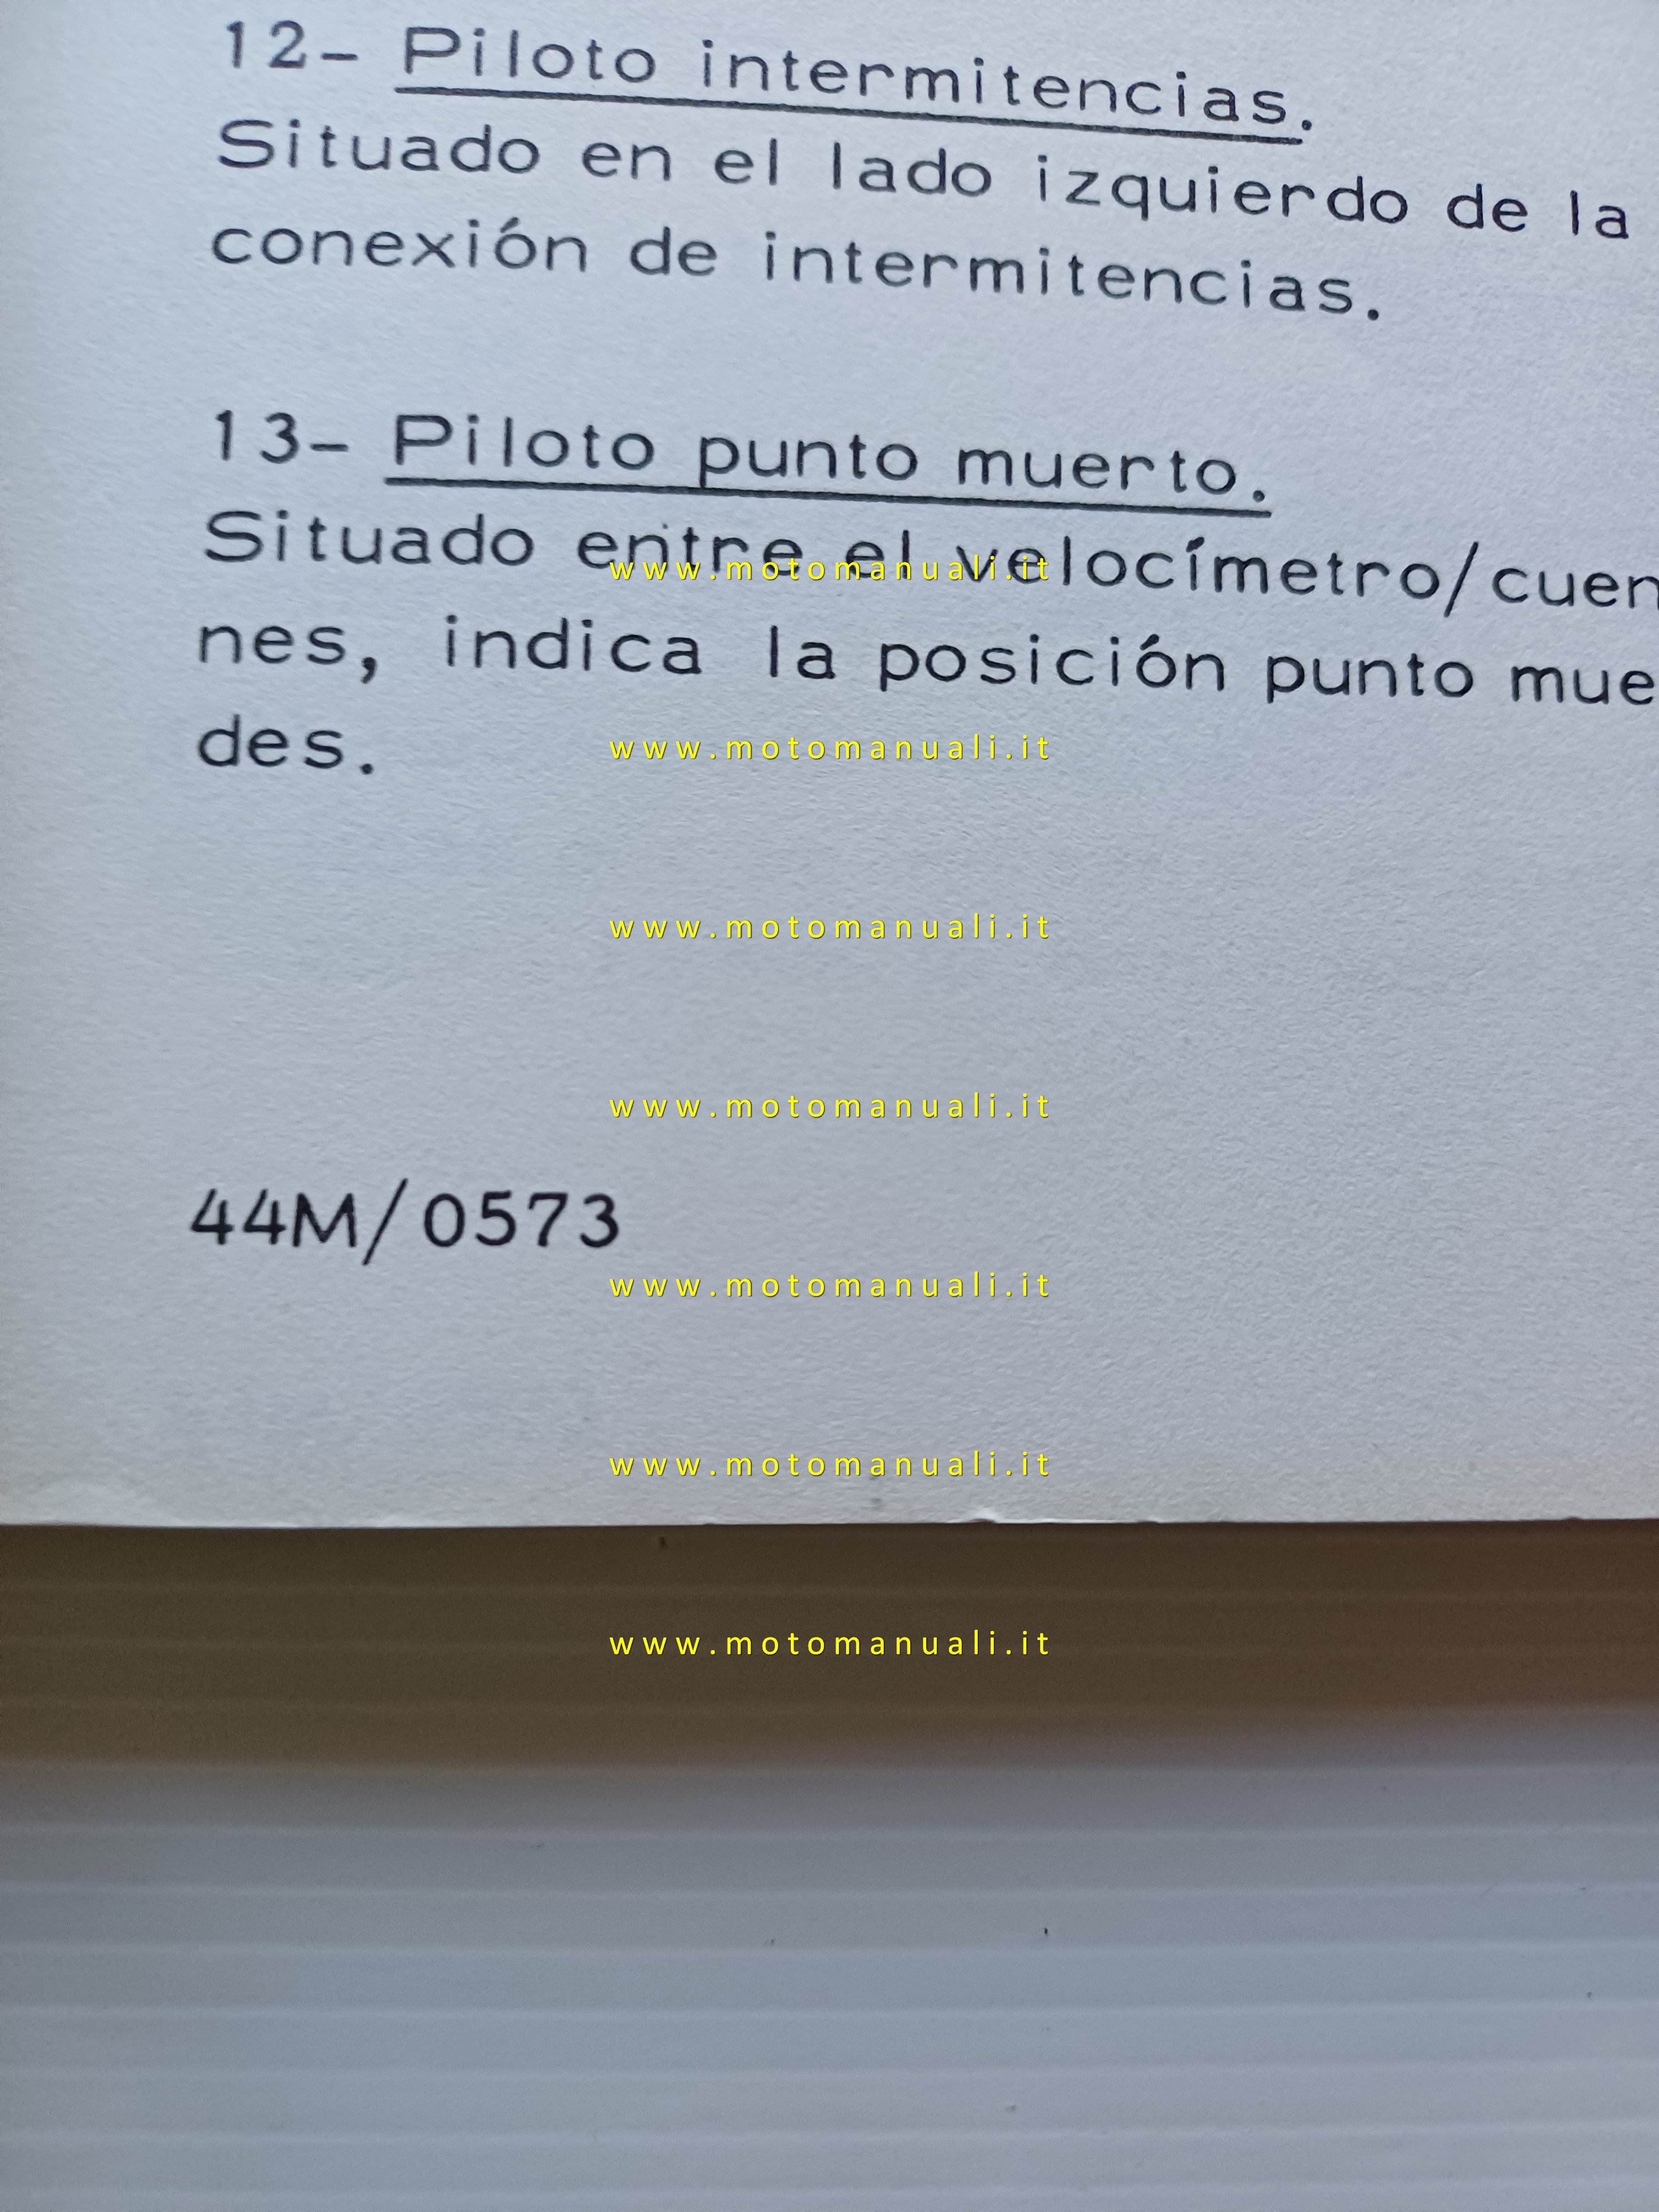 12- Piloto intermitencias.
Situado en el lado izquierdo de la
conexión de intermitencias.
13- Piloto punto muerto.
Situado entre el velocímetro/cuen
www.motomanuali.it
nes, indica la posición punto mue
des.
www.motomanuali.it
www.motomanuali.it
www.motomanuali.it
44M/0573
www.motomanuali.it
www.motomanuali.it
www.motomanuali.it